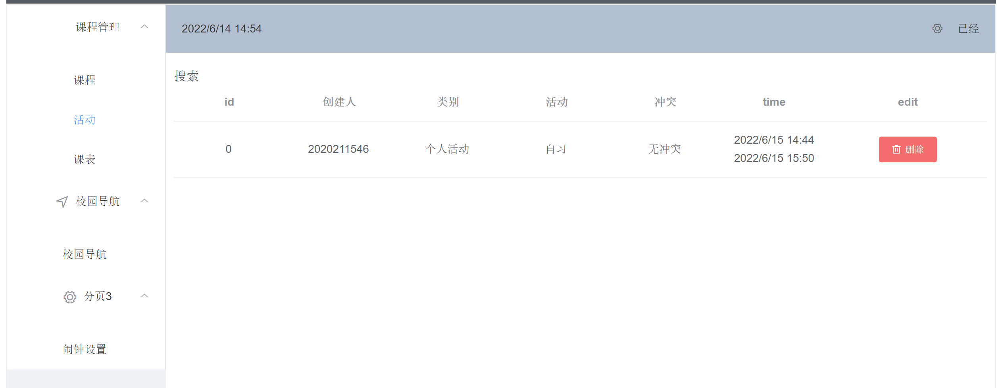 课程管理
课程
活动
课表
校园导航
校园导航
分页3
闹钟设置
2022/6/14 14:54 已经
搜索
id 创建人 类别 活动 冲突 time edit
0 2020211546 个人活动 自习 无冲突 2022/6/15 14:44
2022/6/15 15:50 删除